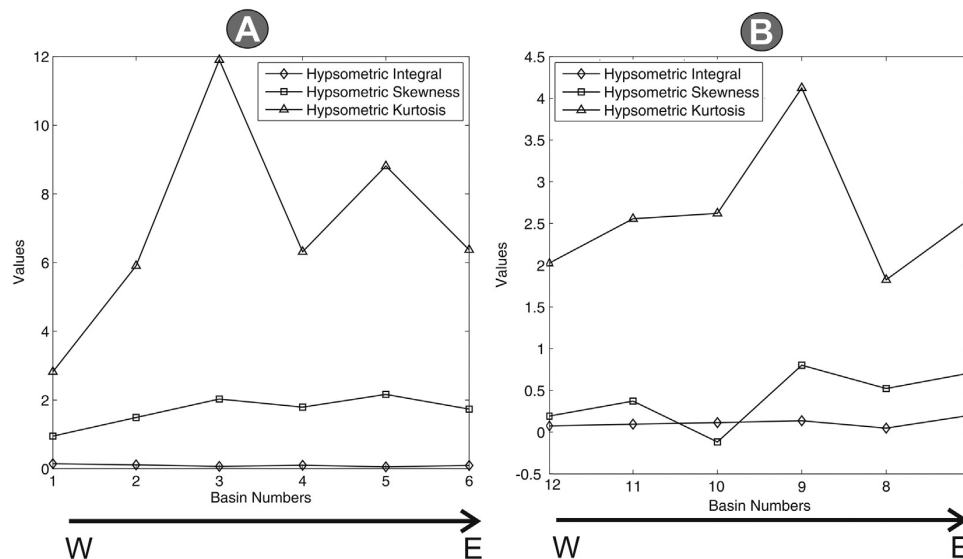 A
12
10
8
6
4
2
0
Values
Hypsometric Integral
Hypsometric Skewness
Hypsometric Kurtosis
1
2
3
4
5
6
Basin Numbers
W
E
B
4.5
4
3.5
3
2.5
2
1.5
1
0.5
0
-0.5
Values
Hypsometric Integral
Hypsometric Skewness
Hypsometric Kurtosis
12
11
10
9
8
Basin Numbers
W
E